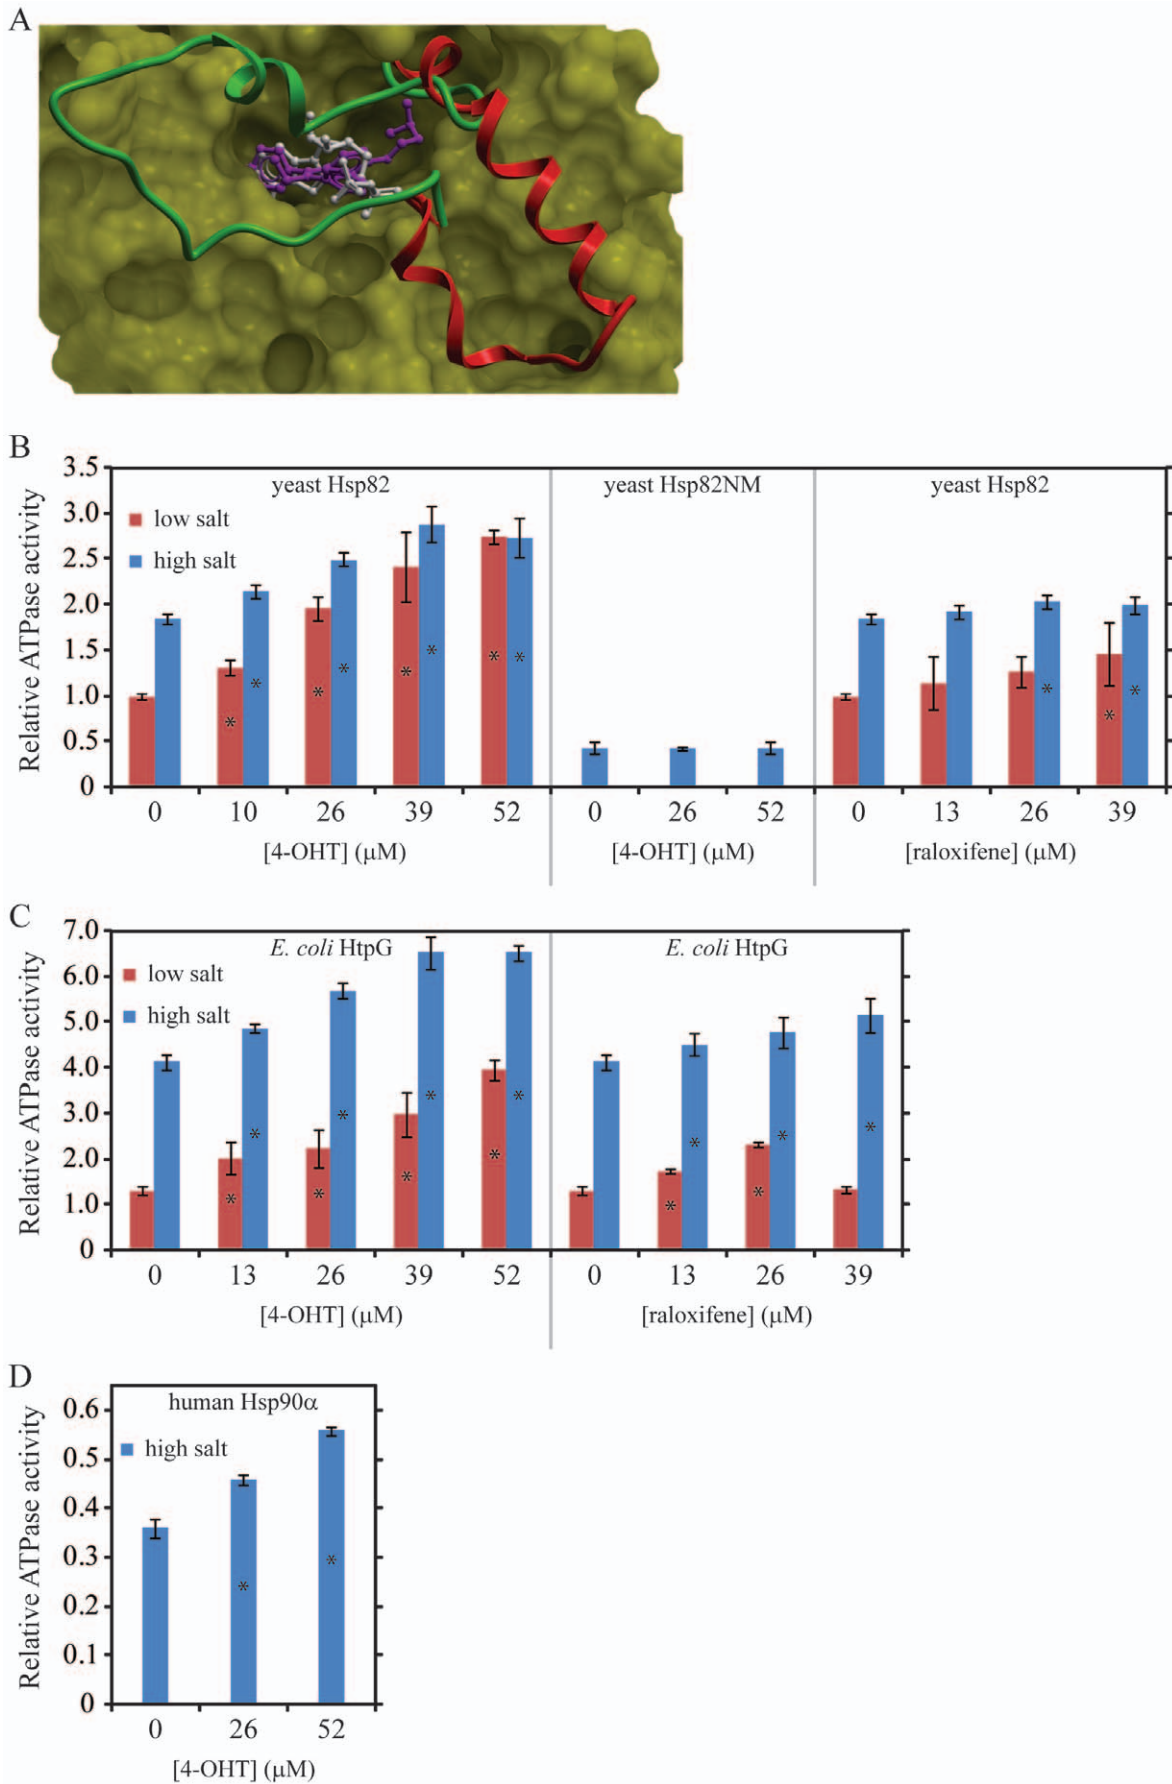 A
B
Relative ATPase activity
3.5
3.0
2.5
2.0
1.5
1.0
0.5
0
yeast Hsp82
low salt
high salt
* * * * * * * *
0 10 26 39 52
[4-OHT] (μM)
yeast Hsp82NM
0 26 52
[4-OHT] (μM)
yeast Hsp82
* * *
0 13 26 39
[raloxifene] (μM)
C
Relative ATPase activity
7.0
6.0
5.0
4.0
3.0
2.0
1.0
0
E. coli HtpG
low salt
high salt
* * * * * * * *
0 13 26 39 52
[4-OHT] (μM)
E. coli HtpG
* * * * *
0 13 26 39
[raloxifene] (μM)
D
Relative ATPase activity
0.6
0.5
0.4
0.3
0.2
0.1
0
human Hsp90α
high salt
* *
0 26 52
[4-OHT] (μM)